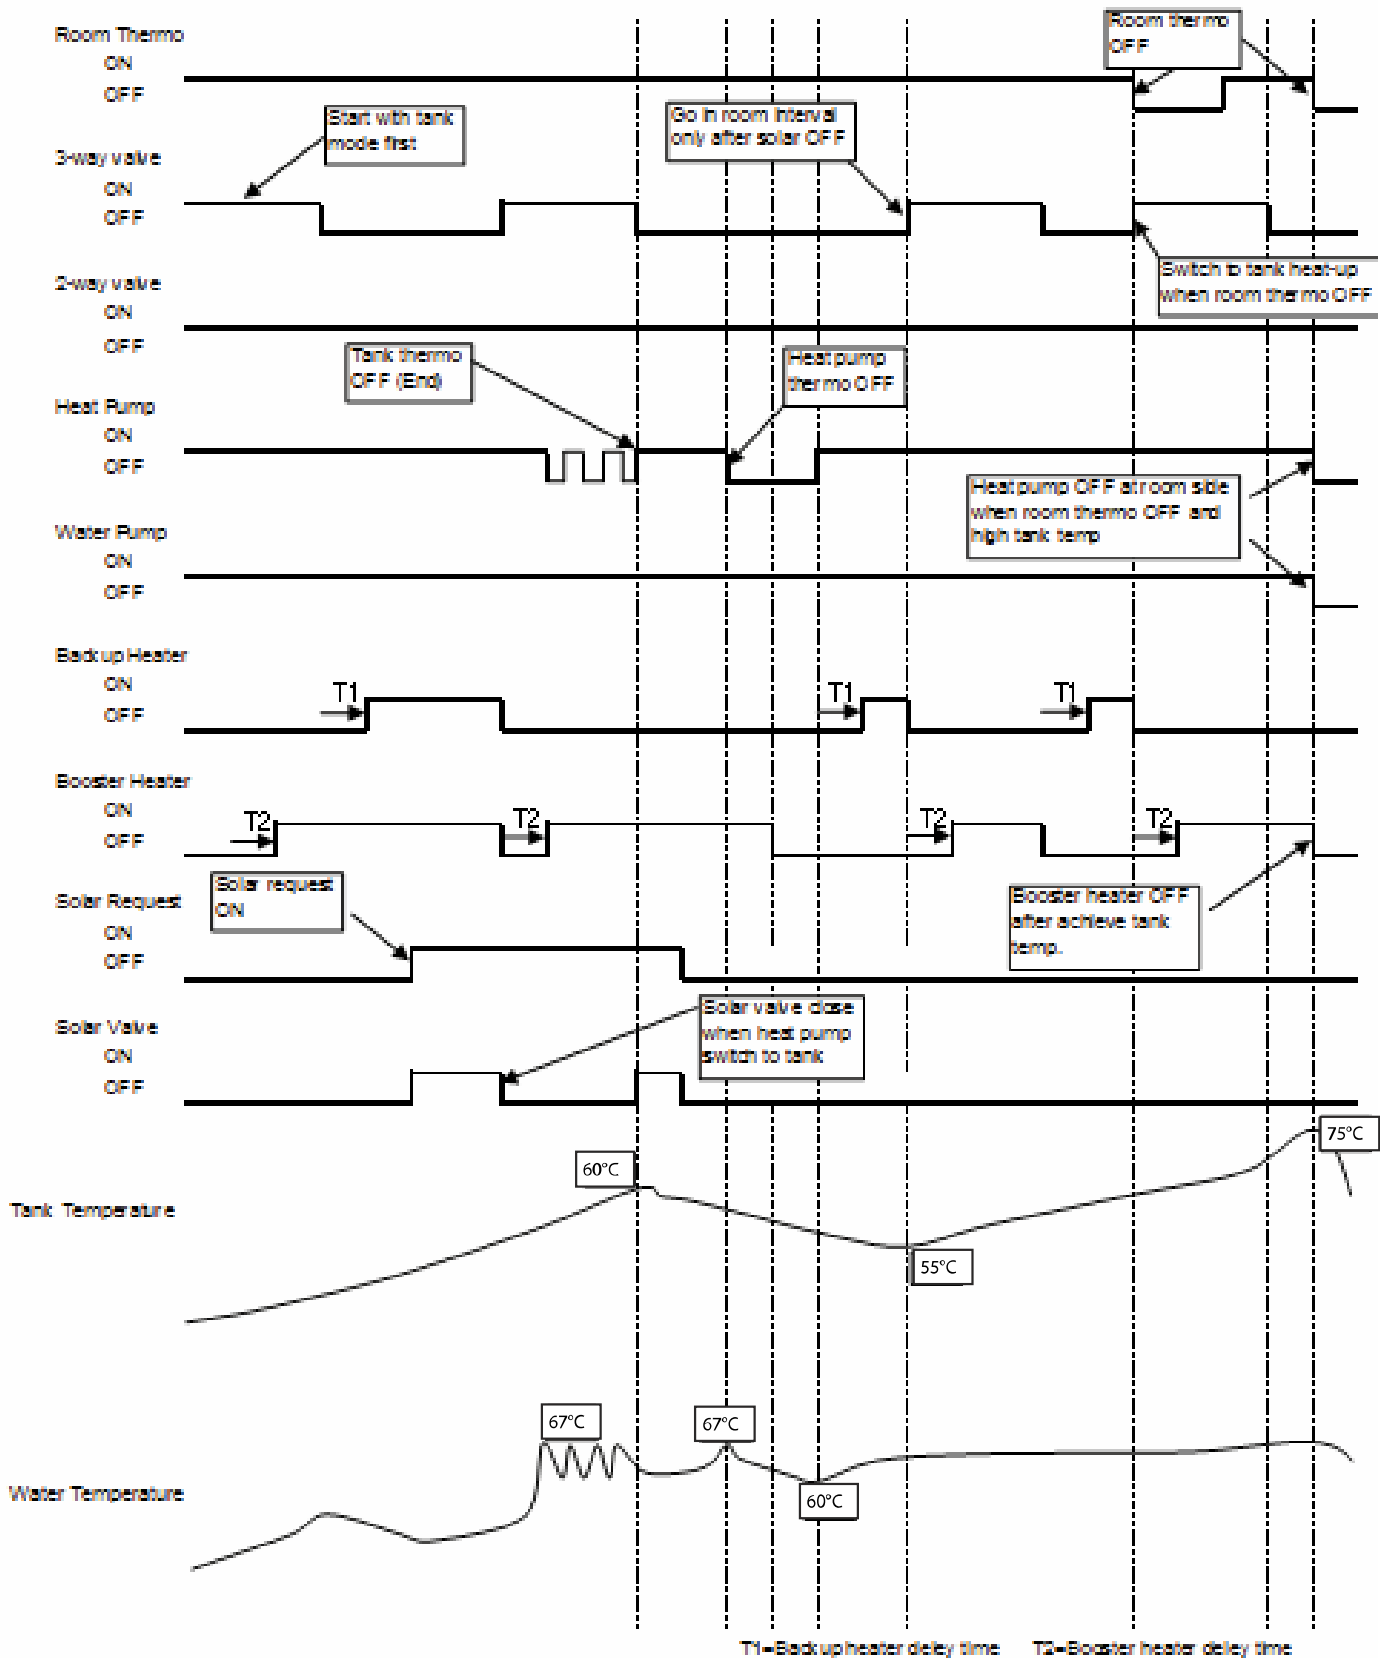 Room Thermo
ON
OFF
Room thermo
OFF
Start with tank
mode first
Go in room interval
only after solar OFF
3-way valve
ON
OFF
Switch to tank heat-up
when room thermo OFF
2-way valve
ON
OFF
Tank thermo
OFF (End)
Heat pump
thermo OFF
Heat Pump
ON
OFF
Heat pump OFF at room side
when room thermo OFF and
high tank temp
Water Pump
ON
OFF
Backup Heater
ON
OFF
T1
T1
T1
Booster Heater
ON
OFF
T2
T2
T2
T2
Solar request
ON
Booster heater OFF
after achieve tank
temp.
Solar Request
ON
OFF
Solar valve close
when heat pump
switch to tank
Solar Valve
ON
OFF
75°C
60°C
Tank Temperature
55°C
67°C
67°C
Water Temperature
60°C
T1=Backup heater deley time
T2=Booster heater deley time